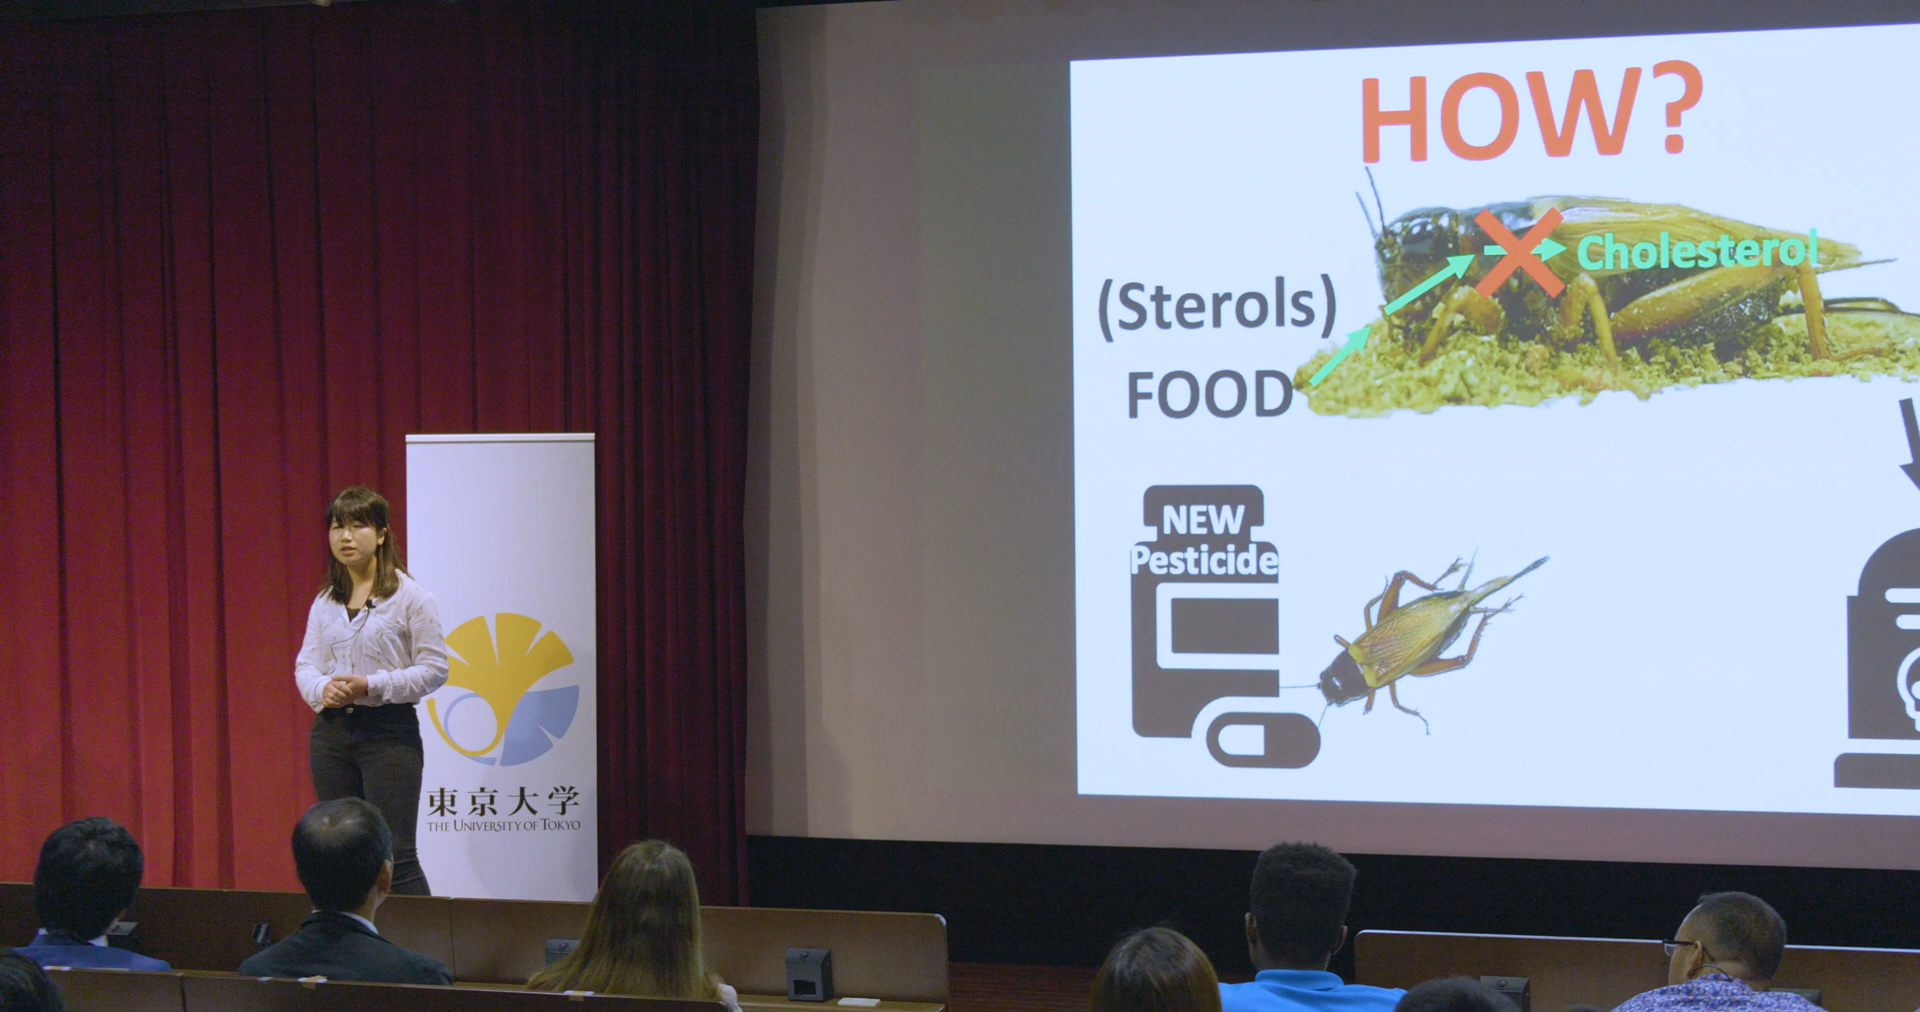 HOW?
Cholesterol
(Sterols)
FOOD
NEW
Pesticide
東京大学
THE UNIVERSITY OF TOKYO